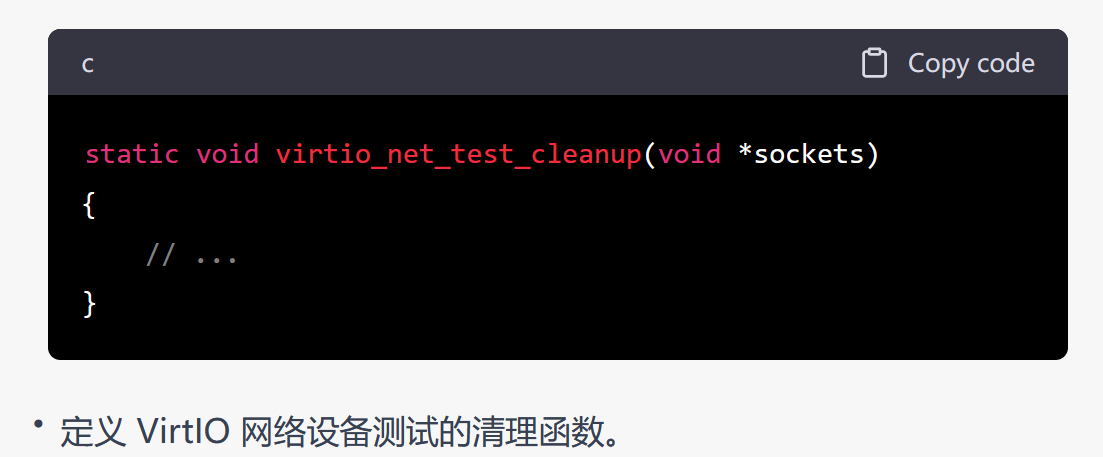 c Copy code
static void virtio_net_test_cleanup(void *sockets)
{
// ...
}
• 定义 VirtIO 网络设备测试的清理函数。